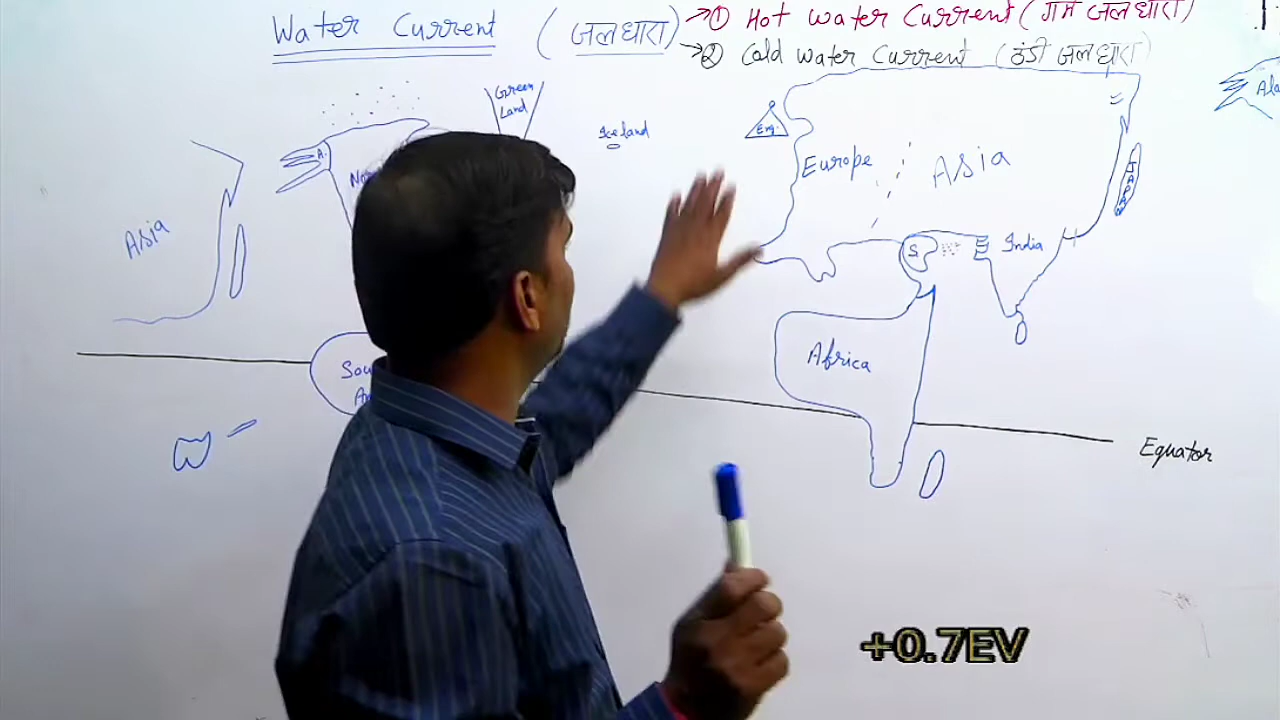 Water Current (जल धारा) → ① Hot Water Current (गर्म जल धारा)
→ ② Cold Water Current (ठंडी जल धारा)
Green
Land
Iceland
Eng.
A.
Europe
Asia
JAPAN
Asia
S.
India
Africa
Equator
+0.7EV